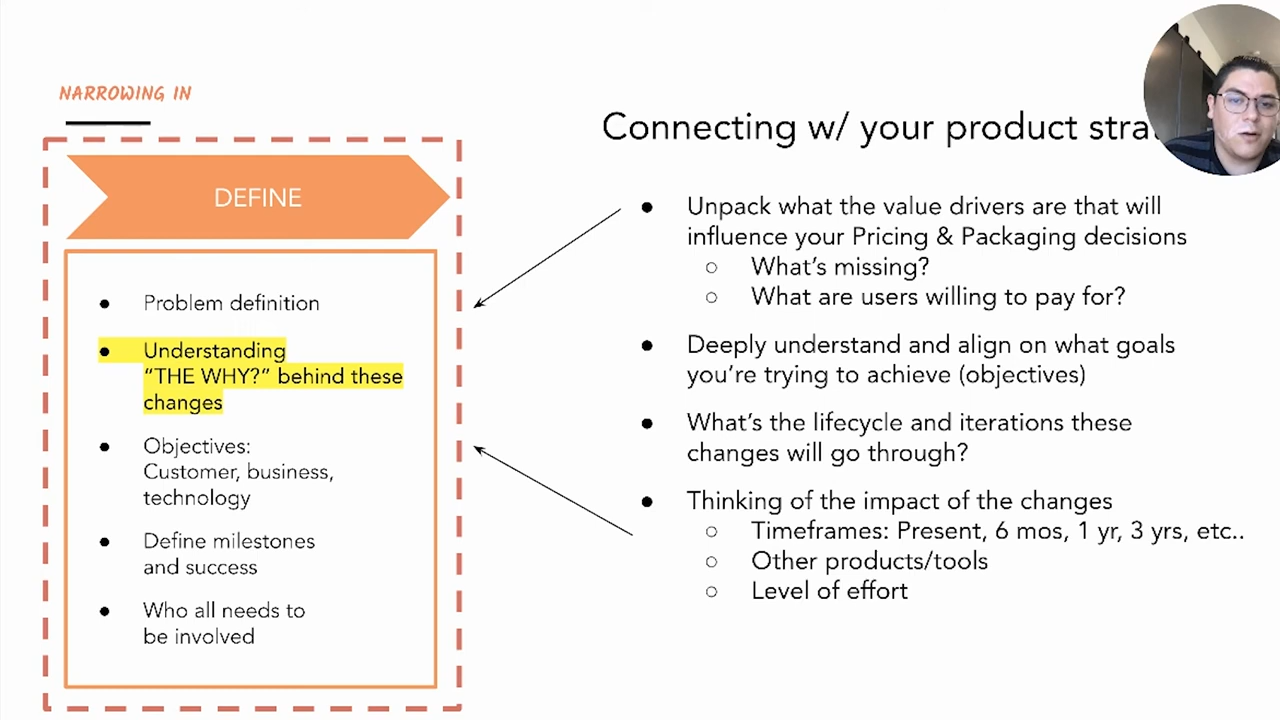 NARROWING IN
DEFINE
Problem definition
Understanding
“THE WHY?” behind these
changes
Objectives:
Customer, business,
technology
Define milestones
and success
Who all needs to
be involved
Connecting w/ your product
Unpack what the value drivers are that will
influence your Pricing & Packaging decisions
What’s missing?
What are users willing to pay for?
Deeply understand and align on what goals
you’re trying to achieve (objectives)
What’s the lifecycle and iterations these
changes will go through?
Thinking of the impact of the changes
Timeframes: Present, 6 mos, 1 yr, 3 yrs, etc..
Other products/tools
Level of effort